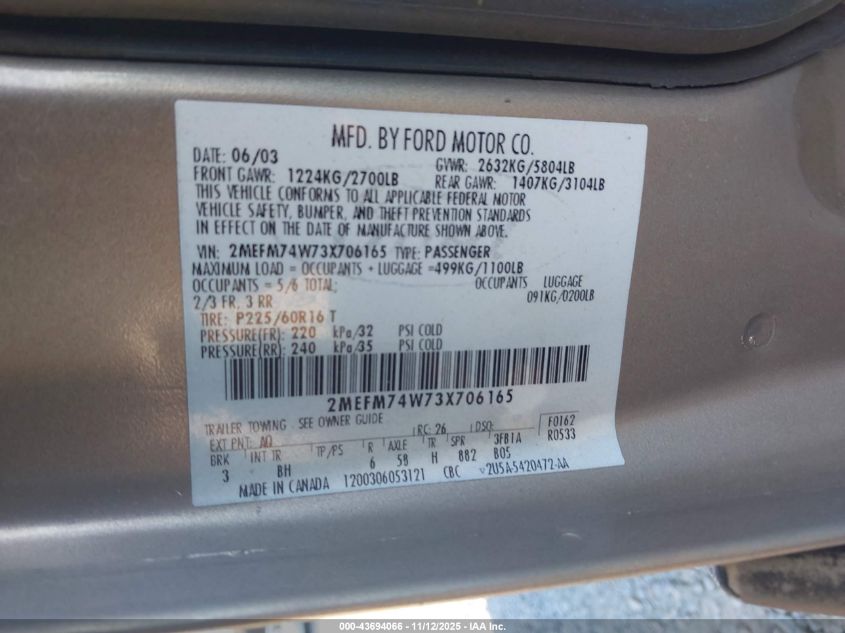 MFD. BY FORD MOTOR CO.
DATE: 06/03 GVWR: 2632KG/5804LB
FRONT GAWR: 1224KG/2700LB REAR GAWR: 1407KG/3104LB
THIS VEHICLE CONFORMS TO ALL APPLICABLE FEDERAL MOTOR
VEHICLE SAFETY, BUMPER, AND THEFT PREVENTION STANDARDS
IN EFFECT ON THE DATE OF MANUFACTURE SHOWN ABOVE.
VIN: 2MEFM74W73X706165 TYPE: PASSENGER
MAXIMUM LOAD = OCCUPANTS + LUGGAGE =499KG/1100LB
OCCUPANTS = 5/6 TOTAL; OCCUPANTS LUGGAGE
2/3 FR, 3 RR 091KG/0200LB
TIRE: P225/60R16 T
PRESSURE(FR): 220 kPa/32 PSI COLD
PRESSURE(RR): 240 kPa/35 PSI COLD
2MEFM74W73X706165
TRAILER TOWING - SEE OWNER GUIDE
EXT PNT: AQ RC: 26 DSO: F0162
BRK INT TR TP/PS R AXLE TR SPR 3FB1A R0533
3 BH 6 5B H 882 B05
MADE IN CANADA 1200306053121 CBC V2U5A-5420472-AA
000-43694066 - 11/12/2025 - IAA Inc.